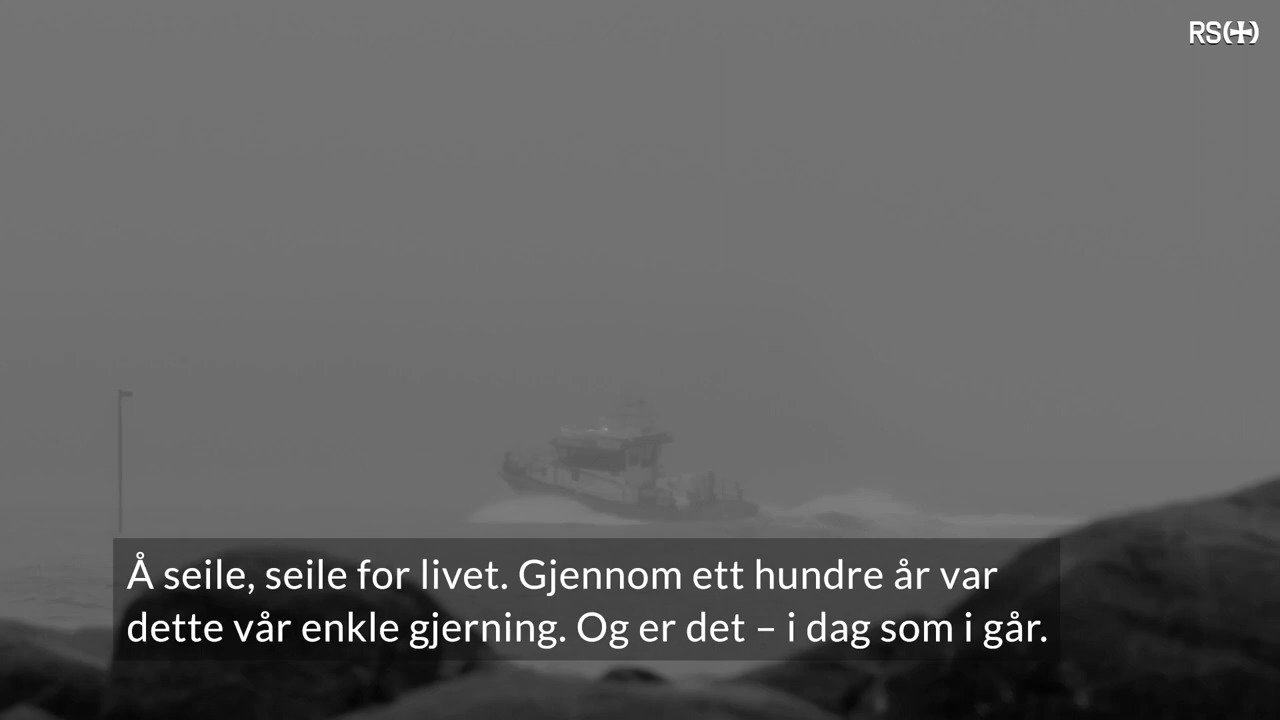 RS
Å seile, seile for livet. Gjennom ett hundre år var
dette vår enkle gjerning. Og er det – i dag som i går.